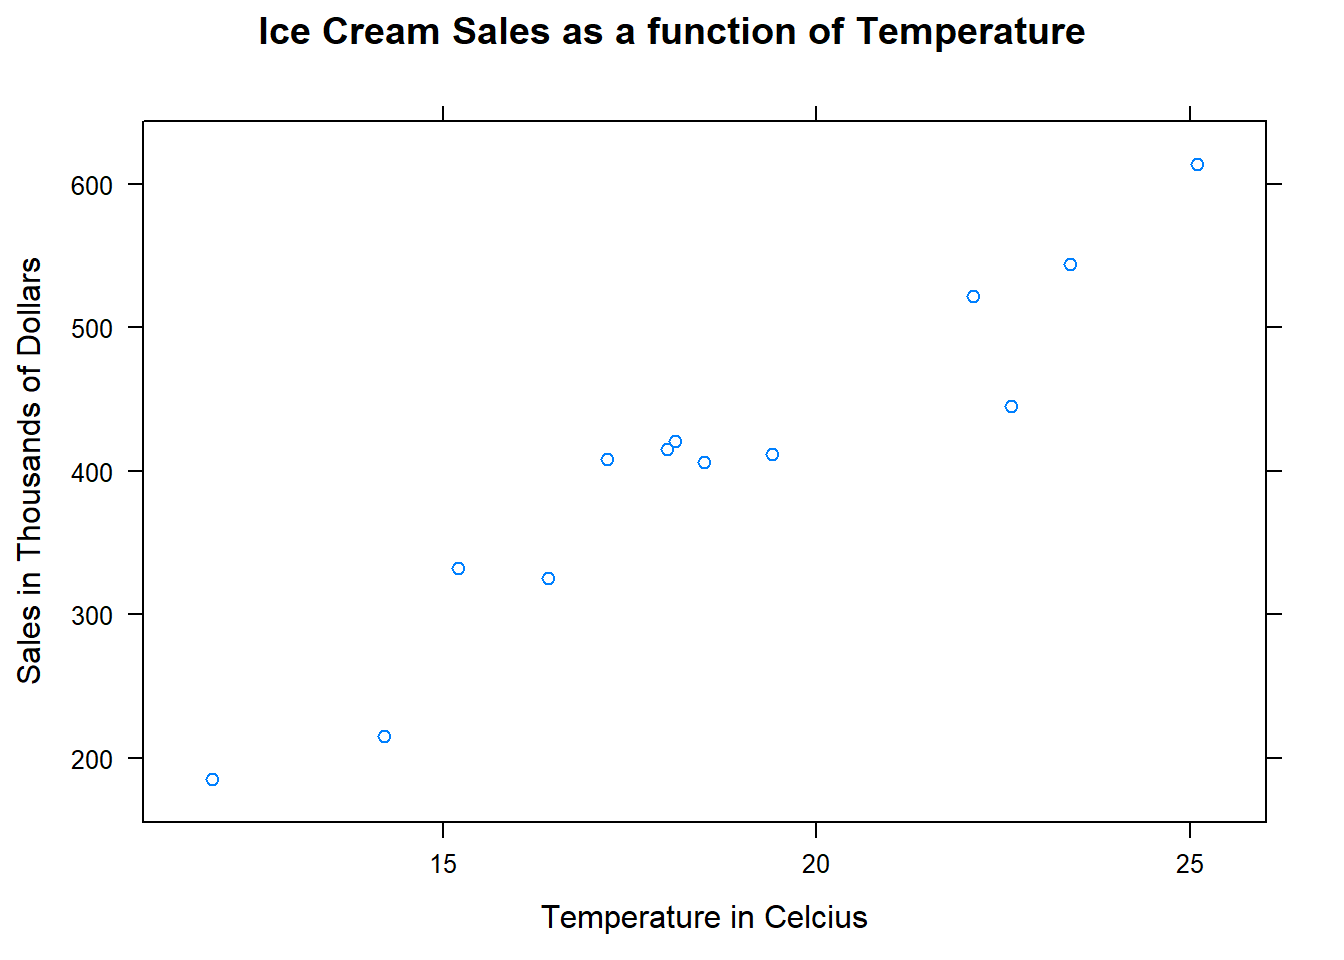 Ice Cream Sales as a function of Temperature
600
500
400
300
200
Sales in Thousands of Dollars
15 20 25
Temperature in Celcius